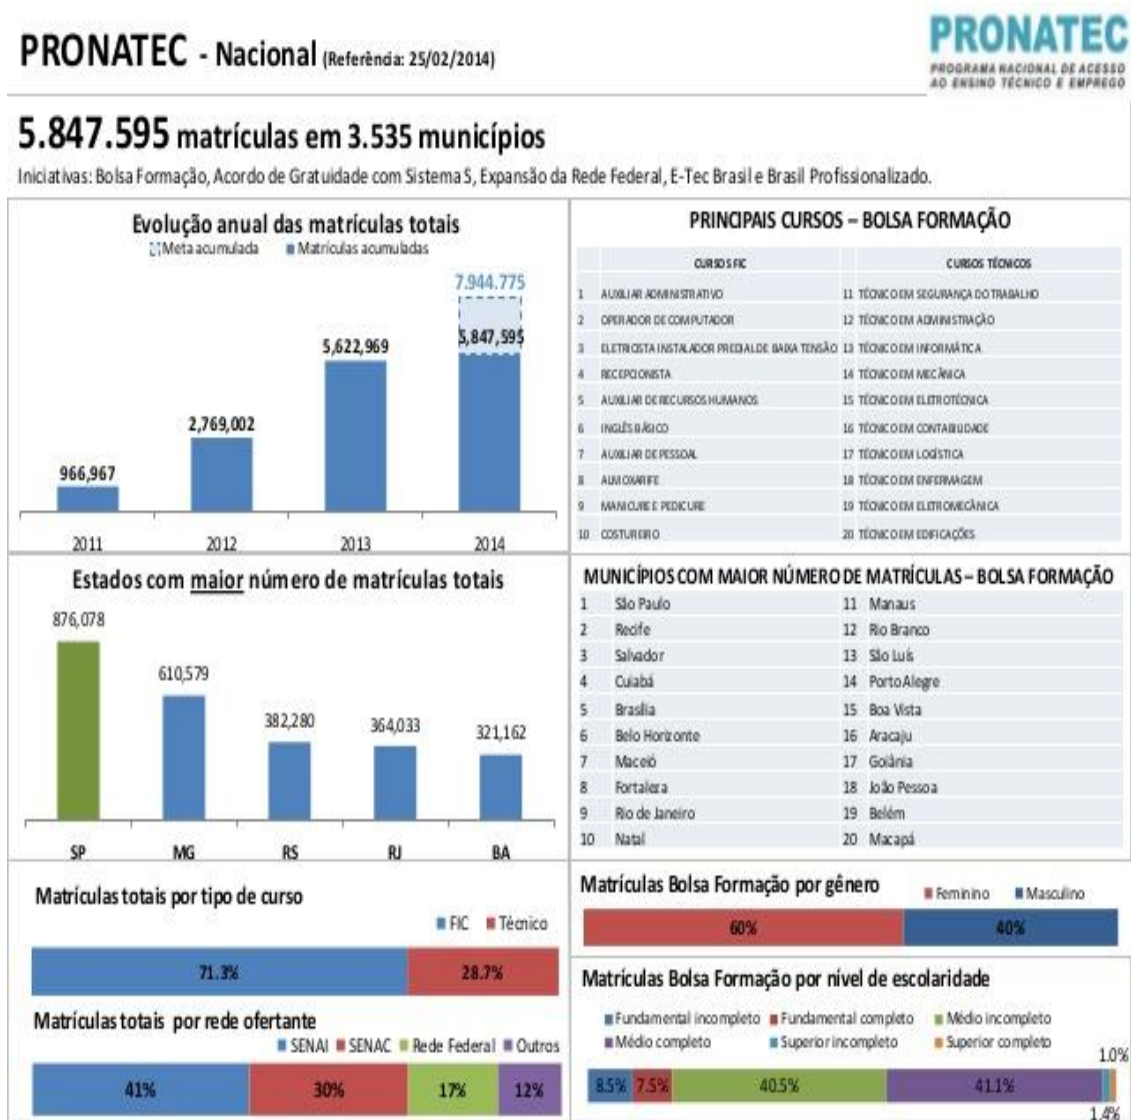 PRONATEC - Nacional (Referência: 25/02/2014)
PRONATEC
PROGRAMA NACIONAL DE ACESSO
AO ENSINO TÉCNICO E EMPREGO
5.847.595 matrículas em 3.535 municípios
Iniciativas: Bolsa Formação, Acordo de Gratuidade com Sistema S, Expansão da Rede Federal, E-Tec Brasil e Brasil Profissionalizado.
Evolução anual das matrículas totais
Meta acumulada Matrículas acumuladas
7.944.775
5,847,595
5,622,969
2,769,002
966,967
2011 2012 2013 2014
PRINCIPAIS CURSOS – BOLSA FORMAÇÃO
CURSOS FIC CURSOS TÉCNICOS
1 AUXILIAR ADMINISTRATIVO 11 TÉCNICO EM SEGURANÇA DO TRABALHO
2 OPERADOR DE COMPUTADOR 12 TÉCNICO EM ADMINISTRAÇÃO
3 ELETRICISTA INSTALADOR PREDIAL DE BAIXA TENSÃO 13 TÉCNICO EM INFORMÁTICA
4 RECEPCIONISTA 14 TÉCNICO EM MECÂNICA
5 AUXILIAR DE RECURSOS HUMANOS 15 TÉCNICO EM ELETROTÉCNICA
6 INGLÊS BÁSICO 16 TÉCNICO EM CONTABILIDADE
7 AUXILIAR DE PESSOAL 17 TÉCNICO EM LOGÍSTICA
8 ALMOXARIFE 18 TÉCNICO EM ENFERMAGEM
9 MANICURE E PEDICURE 19 TÉCNICO EM ELETROMECÂNICA
10 COSTUREIRO 20 TÉCNICO EM EDIFICAÇÕES
Estados com maior número de matrículas totais
876,078
610,579
382,280
364,033
321,162
SP MG RS RJ BA
MUNICÍPIOS COM MAIOR NÚMERO DE MATRÍCULAS – BOLSA FORMAÇÃO
1 São Paulo 11 Manaus
2 Recife 12 Rio Branco
3 Salvador 13 São Luís
4 Cuiabá 14 Porto Alegre
5 Brasília 15 Boa Vista
6 Belo Horizonte 16 Aracaju
7 Maceió 17 Goiânia
8 Fortaleza 18 João Pessoa
9 Rio de Janeiro 19 Belém
10 Natal 20 Macapá
Matrículas totais por tipo de curso
FIC Técnico
71.3% 28.7%
Matrículas totais por rede ofertante
SENAI SENAC Rede Federal Outros
41% 30% 17% 12%
Matrículas Bolsa Formação por gênero
Feminino Masculino
60% 40%
Matrículas Bolsa Formação por nível de escolaridade
Fundamental incompleto Fundamental completo Médio incompleto
Médio completo Superior incompleto Superior completo
1.0%
8.5% 7.5% 40.5% 41.1%
1.4%